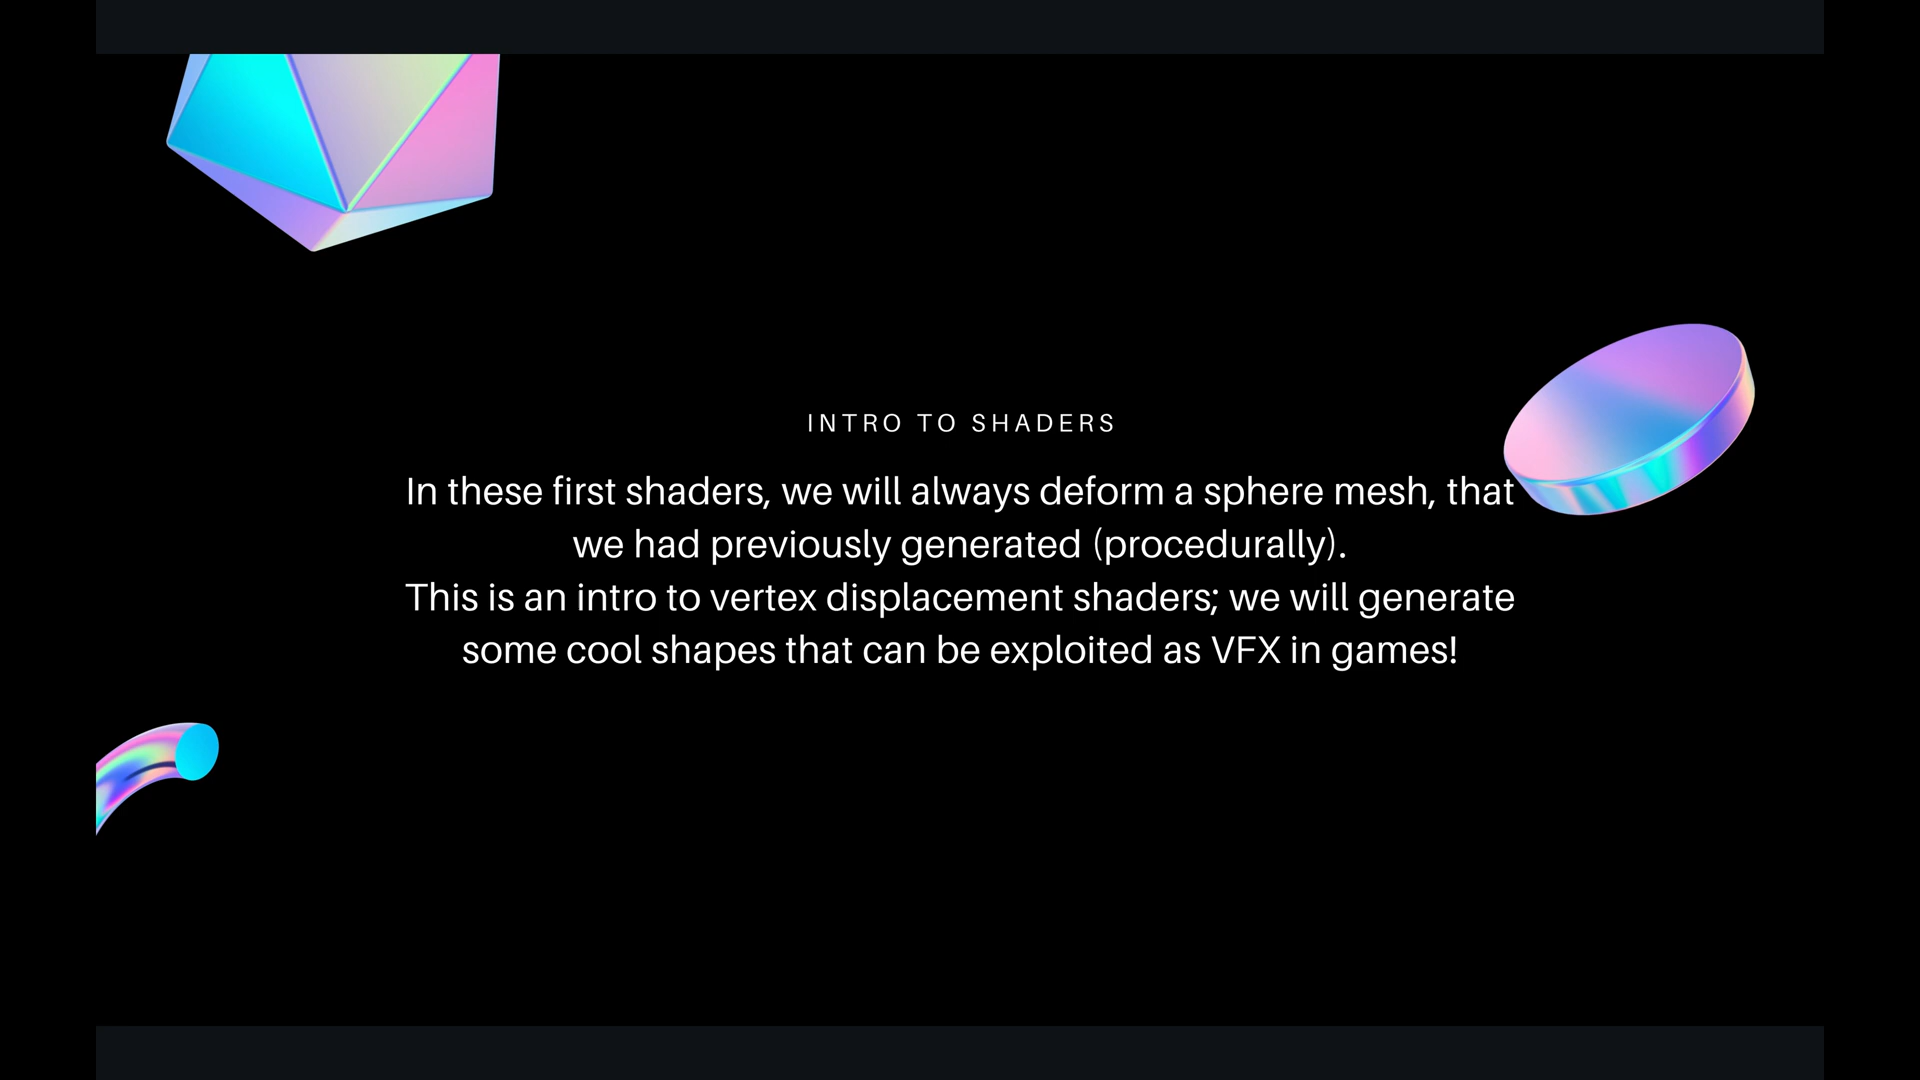 INTRO TO SHADERS
In these first shaders, we will always deform a sphere mesh, that
we had previously generated (procedurally).
This is an intro to vertex displacement shaders; we will generate
some cool shapes that can be exploited as VFX in games!